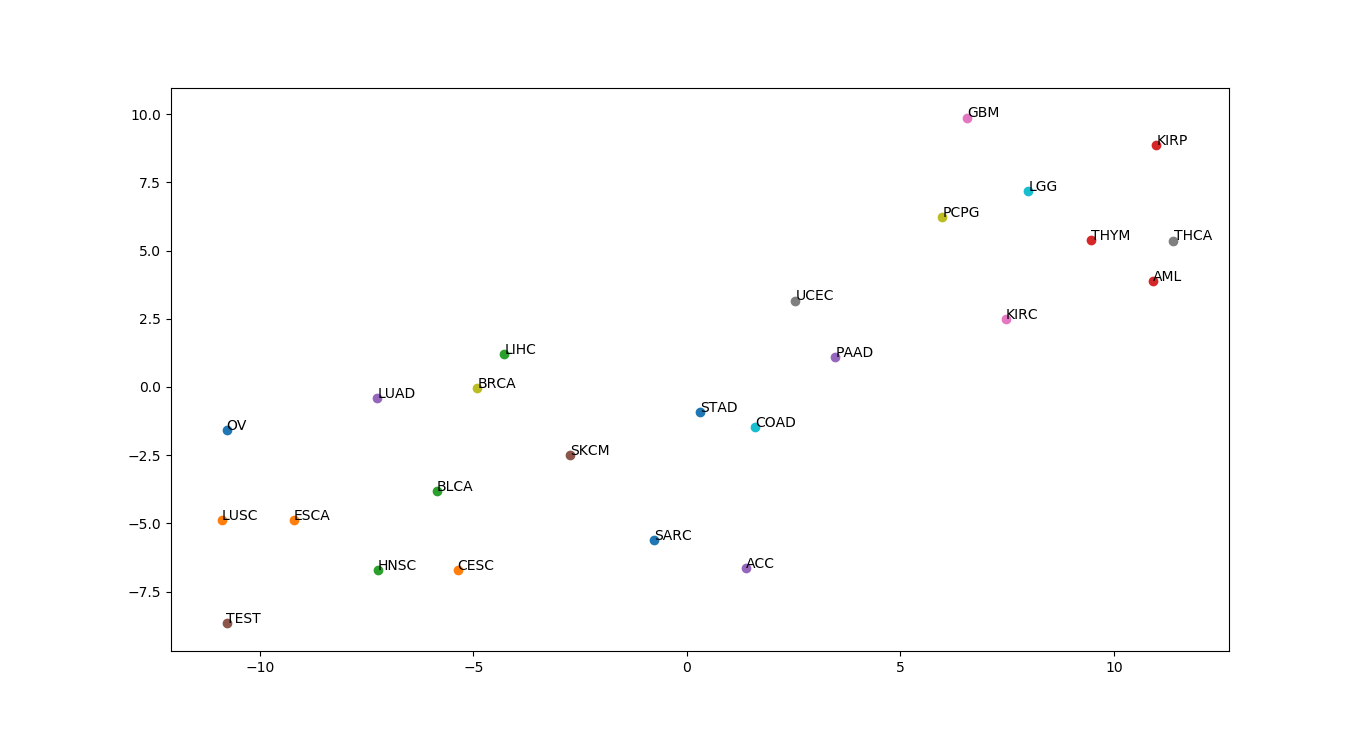 GBM
10.0
KIRP
LGG
7.5
PCPG
THYM
THCA
5.0
AML
UCEC
2.5
KIRC
LIHC
PAAD
BRCA
0.0
LUAD
STAD
COAD
OV
SKCM
−2.5
BLCA
LUSC
ESCA
−5.0
SARC
ACC
HNSC
CESC
−7.5
TEST
−10
−5
0
5
10